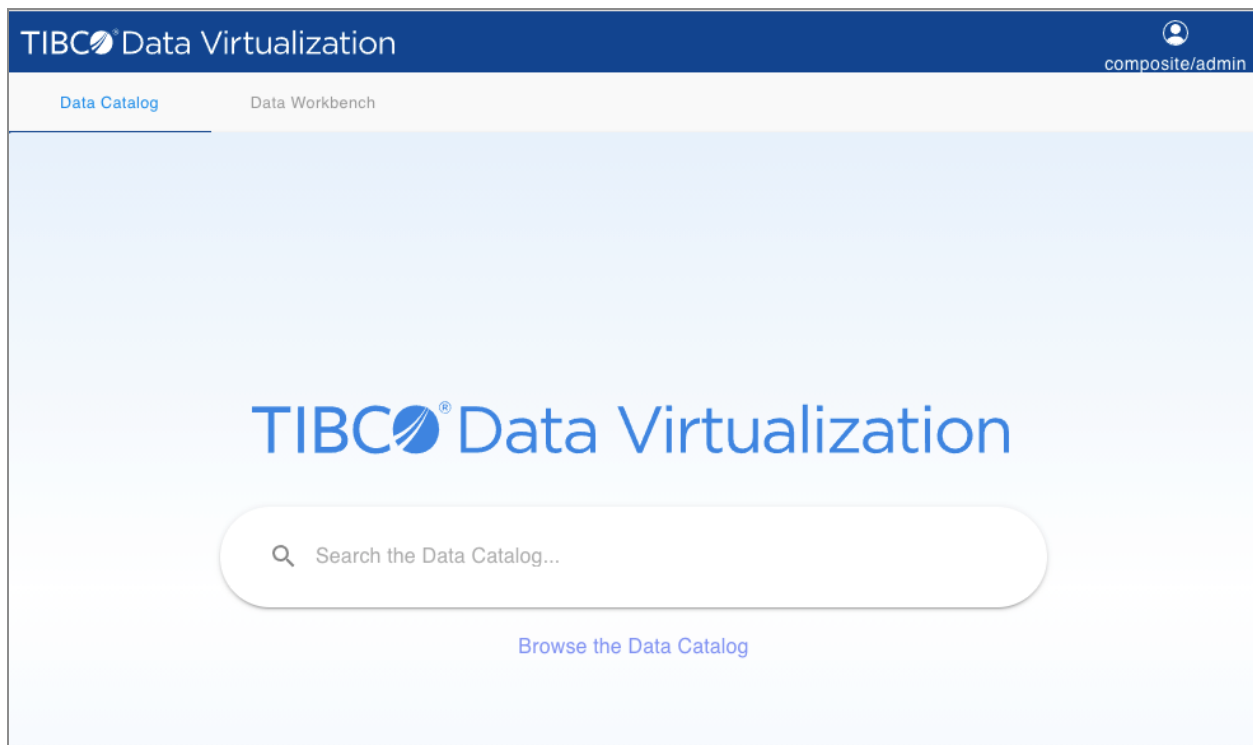 TIBCO® Data Virtualization
composite/admin
Data Catalog
Data Workbench
TIBCO® Data Virtualization
Search the Data Catalog...
Browse the Data Catalog